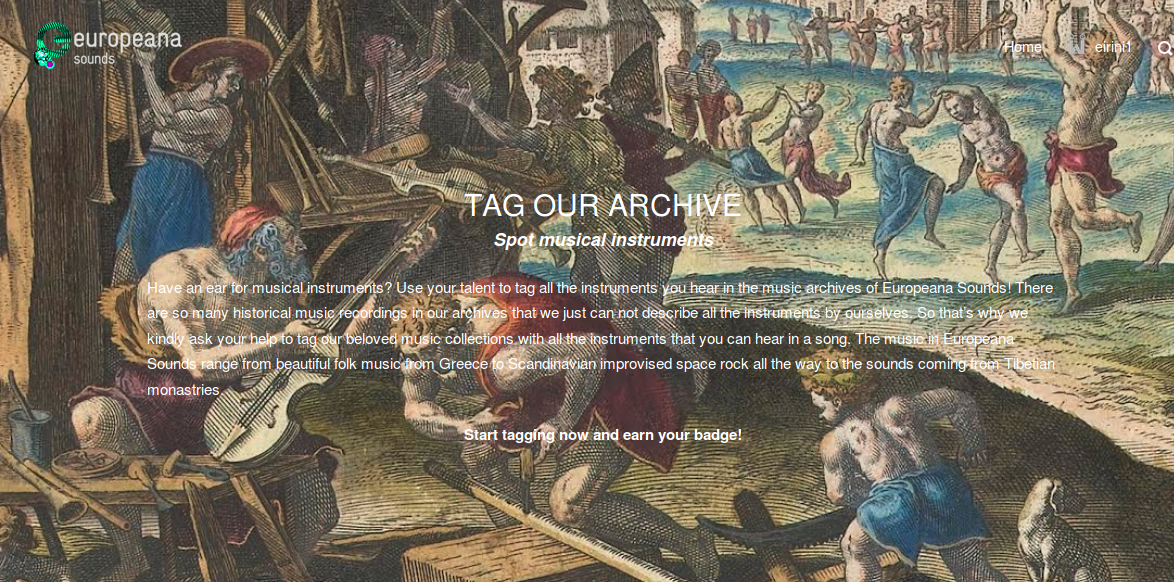 europeana
sounds
Home
eirini1
TAG OUR ARCHIVE
Spot musical instruments
Have an ear for musical instruments? Use your talent to tag all the instruments you hear in the music archives of Europeana Sounds! There
are so many historical music recordings in our archives that we just can not describe all the instruments by ourselves. So that's why we
kindly ask your help to tag our beloved music collections with all the instruments that you can hear in a song. The music in Europeana
Sounds range from beautiful folk music from Greece to Scandinavian improvised space rock all the way to the sounds coming from Tibetian
monastries.
Start tagging now and earn your badge!